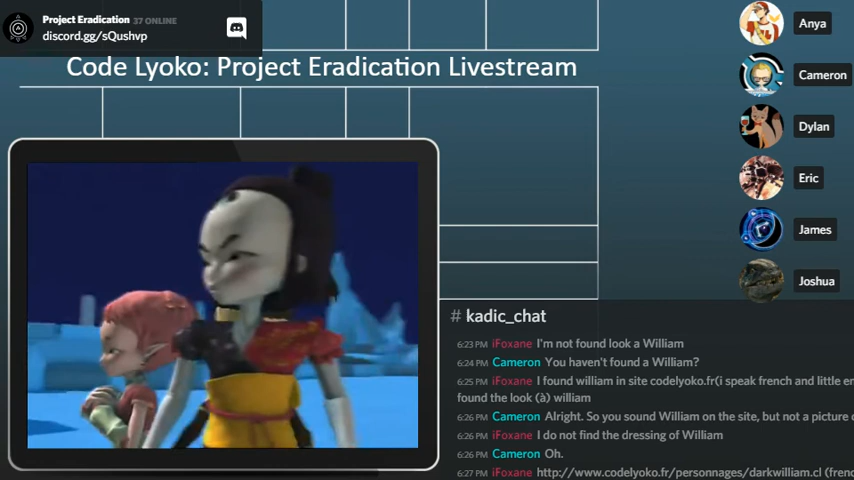 Project Eradication 37 ONLINE
discord.gg/sQushvp
Code Lyoko: Project Eradication Livestream
Anya
Cameron
Dylan
Eric
James
Joshua
# kadic_chat
6:23 PM iFoxane I'm not found look a William
6:24 PM Cameron You haven't found a William?
6:25 PM iFoxane I found william in site codelyoko.fr(i speak french and little en
found the look (à) william
6:26 PM Cameron Alright. So you sound William on the site, but not a picture o
6:26 PM iFoxane I do not find the dressing of William
6:26 PM Cameron Oh.
6:27 PM iFoxane http://www.codelyoko.fr/personnages/darkwilliam.cl (frenc